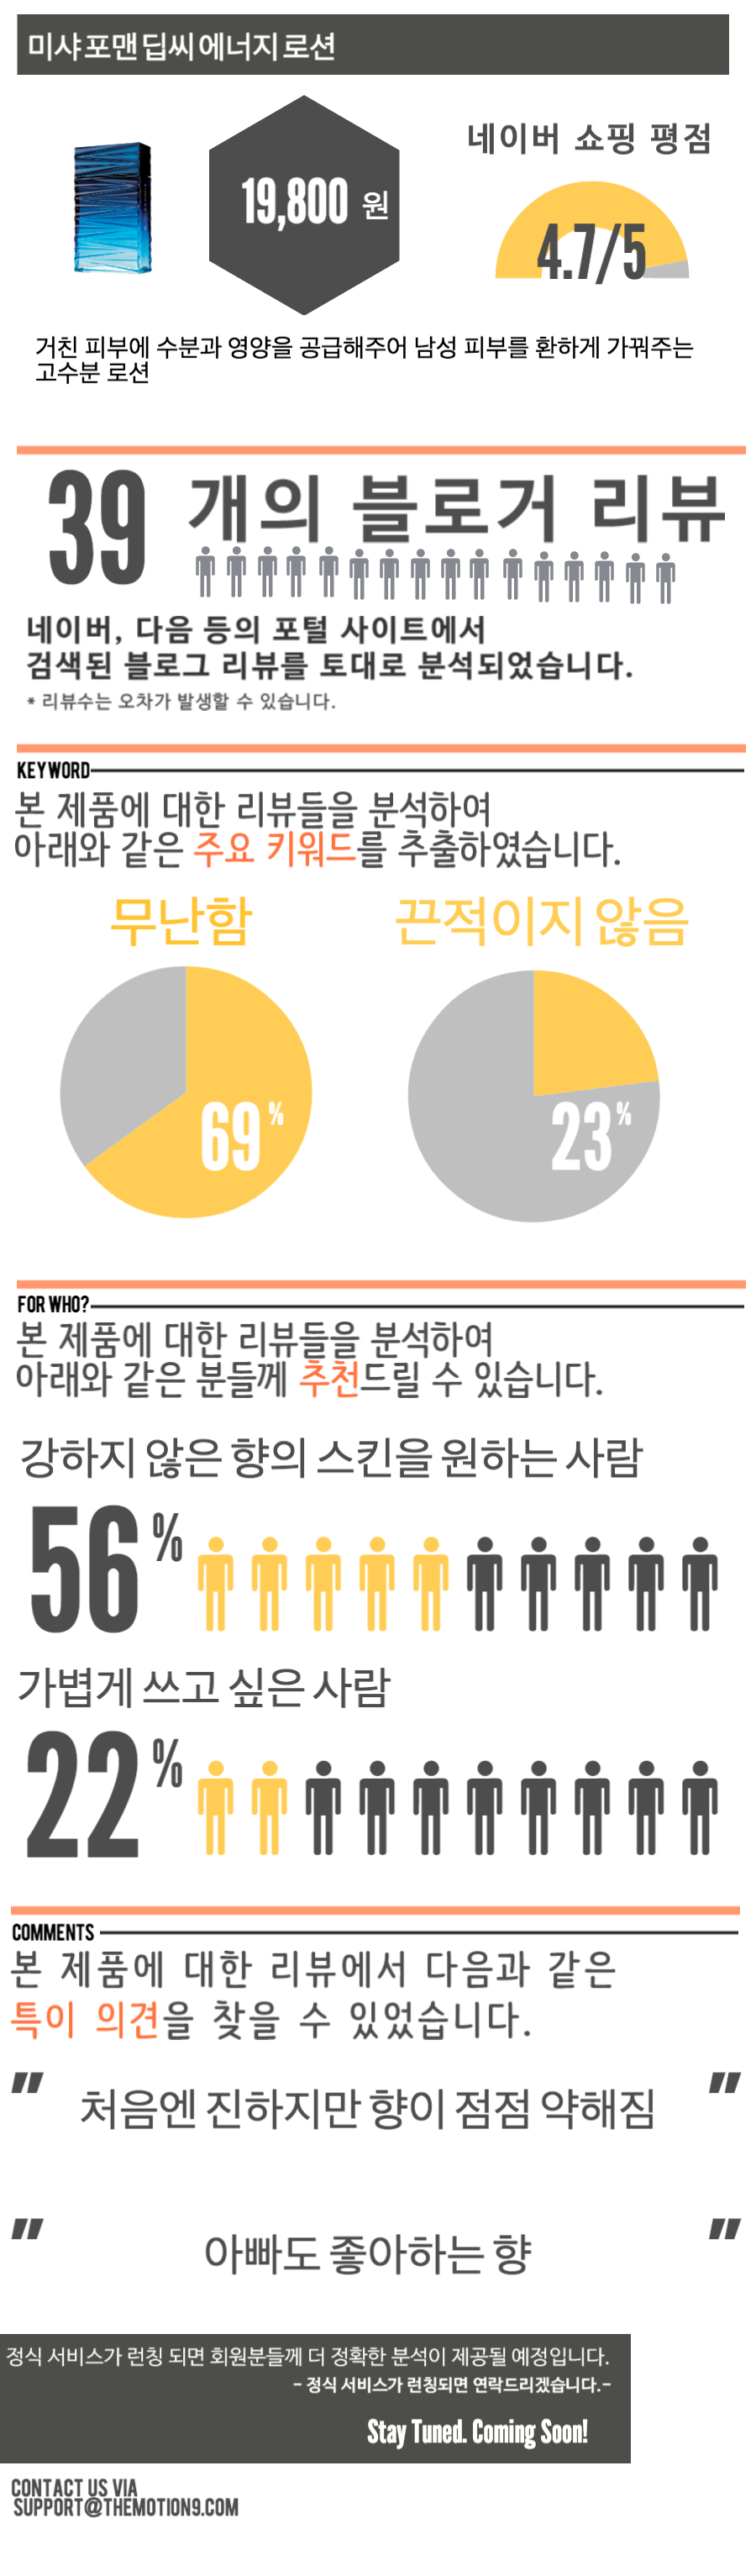 미샤 포맨 딥씨 에너지 로션
19,800 원
네이버 쇼핑 평점
4.7/5
거친 피부에 수분과 영양을 공급해주어 남성 피부를 환하게 가꿔주는
고수분 로션
39 개의 블로거 리뷰
네이버, 다음 등의 포털 사이트에서
검색된 블로그 리뷰를 토대로 분석되었습니다.
* 리뷰수는 오차가 발생할 수 있습니다.
KEYWORD
본 제품에 대한 리뷰들을 분석하여
아래와 같은 주요 키워드를 추출하였습니다.
무난함
끈적이지 않음
69%
23%
FOR WHO?
본 제품에 대한 리뷰들을 분석하여
아래와 같은 분들께 추천드릴 수 있습니다.
강하지 않은 향의 스킨을 원하는 사람
56%
가볍게 쓰고 싶은 사람
22%
COMMENTS
본 제품에 대한 리뷰에서 다음과 같은
특이 의견을 찾을 수 있었습니다.
" 처음엔 진하지만 향이 점점 약해짐 "
" 아빠도 좋아하는 향 "
정식 서비스가 런칭 되면 회원분들께 더 정확한 분석이 제공될 예정입니다.
- 정식 서비스가 런칭되면 연락드리겠습니다.-
Stay Tuned. Coming Soon!
CONTACT US VIA
SUPPORT@THEMOTION9.COM